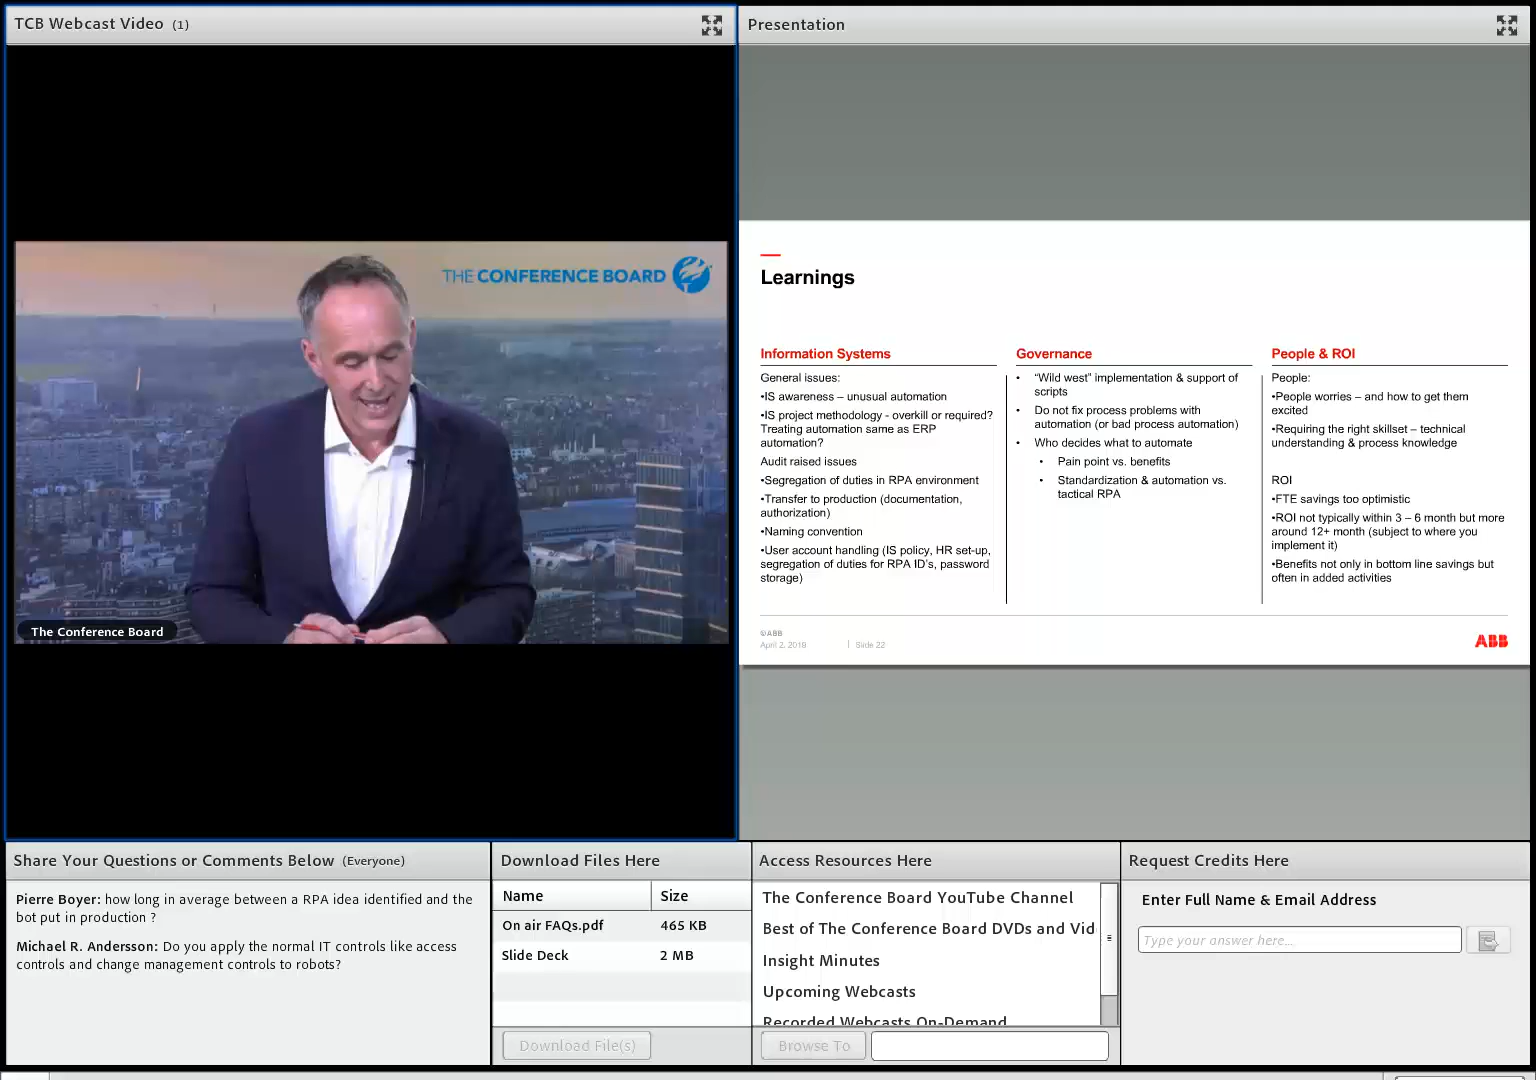 TCB Webcast Video (1)
THE CONFERENCE BOARD
The Conference Board
Presentation
Learnings
Information Systems
General issues:
•IS awareness – unusual automation
•IS project methodology - overkill or required?
Treating automation same as ERP
automation?
Audit raised issues
•Segregation of duties in RPA environment
•Transfer to production (documentation,
authorization)
•Naming convention
•User account handling (IS policy, HR set-up,
segregation of duties for RPA ID's, password
storage)
Governance
• "Wild west" implementation & support of
scripts
• Do not fix process problems with
automation (or bad process automation)
• Who decides what to automate
• Pain point vs. benefits
• Standardization & automation vs.
tactical RPA
People & ROI
People:
•People worries – and how to get them
excited
•Requiring the right skillset – technical
understanding & process knowledge
ROI
•FTE savings too optimistic
•ROI not typically within 3 – 6 month but more
around 12+ month (subject to where you
implement it)
•Benefits not only in bottom line savings but
often in added activities
©ABB
April 2, 2018 | Slide 22
ABB
Share Your Questions or Comments Below (Everyone)
Pierre Boyer: how long in average between a RPA idea identified and the
bot put in production ?
Michael R. Andersson: Do you apply the normal IT controls like access
controls and change management controls to robots?
Download Files Here
Name Size
On air FAQs.pdf 465 KB
Slide Deck 2 MB
Download File(s)
Access Resources Here
The Conference Board YouTube Channel
Best of The Conference Board DVDs and Vid
Insight Minutes
Upcoming Webcasts
Recorded Webcasts On-Demand
Browse To
Request Credits Here
Enter Full Name & Email Address
Type your answer here...